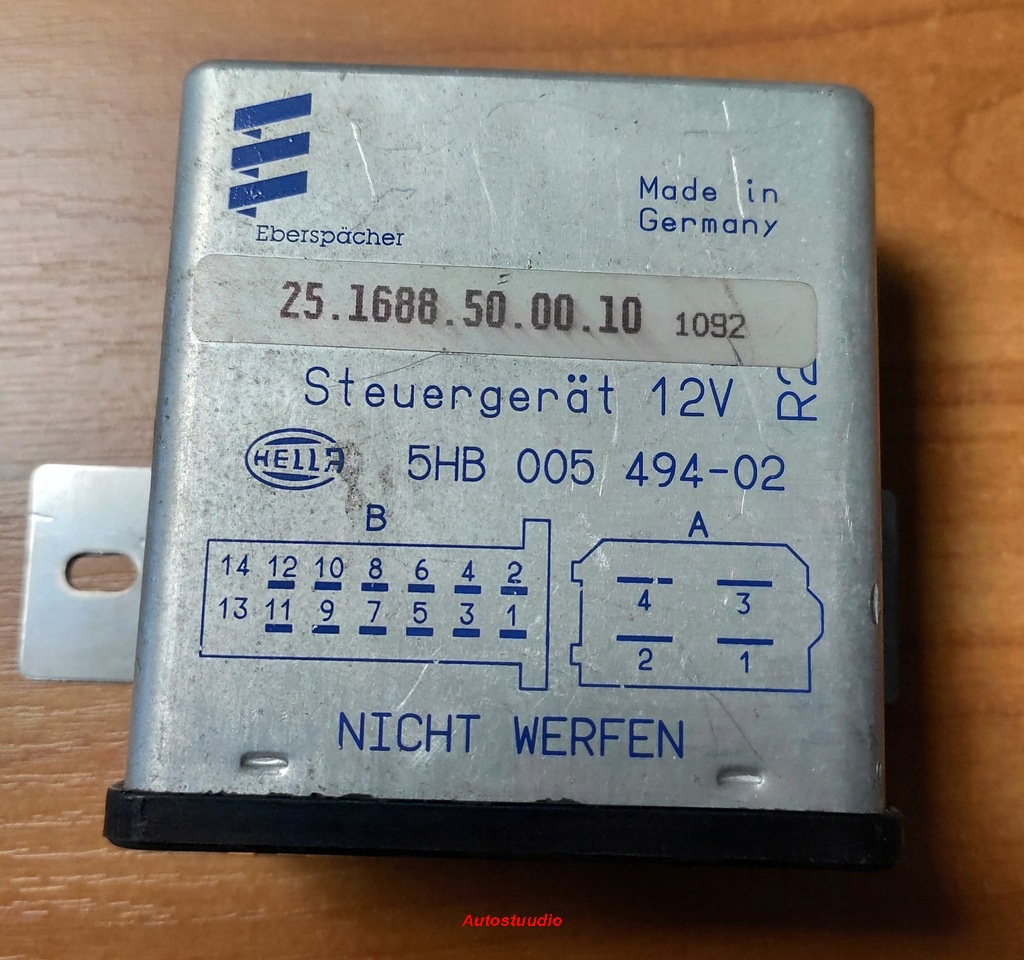 Eberspächer
Made in
Germany
25.1688.50.00.10 1092
Steuergerät 12V
R2
HELLA 5HB 005 494-02
B
A
14 12 10 8 6 4 2
13 11 9 7 5 3 1
4 3
2 1
NICHT WERFEN
Autostuudio